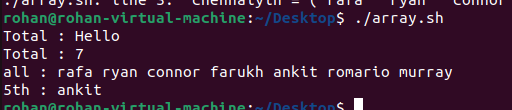 ./array.sh: line 3: `Chennaiyin = ( rafa ryan connor
rohan@rohan-virtual-machine:~/Desktop$ ./array.sh
Total : Hello
Total : 7
all : rafa ryan connor farukh ankit romario murray
5th : ankit
rohan@rohan-virtual-machine:~/Desktop$